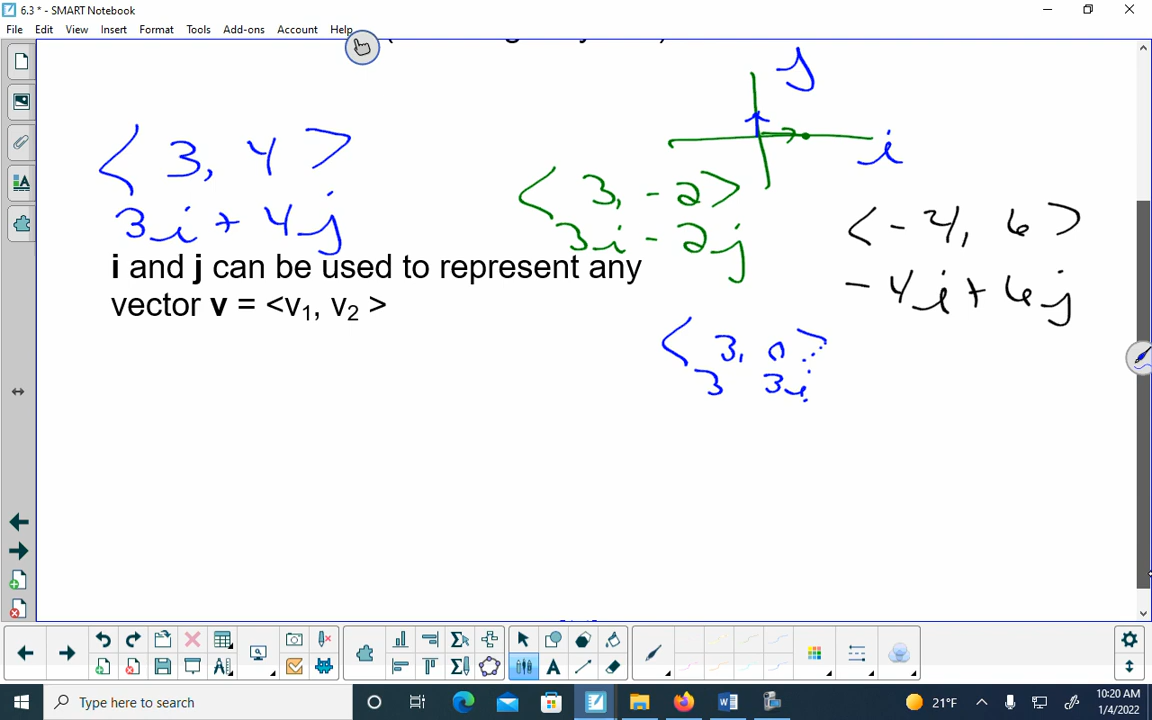 6.3 * - SMART Notebook
File Edit View Insert Format Tools Add-ons Account Help
j
i
< 3, 4 >
3i + 4j
< 3, -2 >
3i - 2j
< -4, 6 >
-4i + 6j
i and j can be used to represent any
vector v = <v₁, v₂ >
< 3, 0 >
3 3i
Type here to search
21°F
10:20 AM
1/4/2022